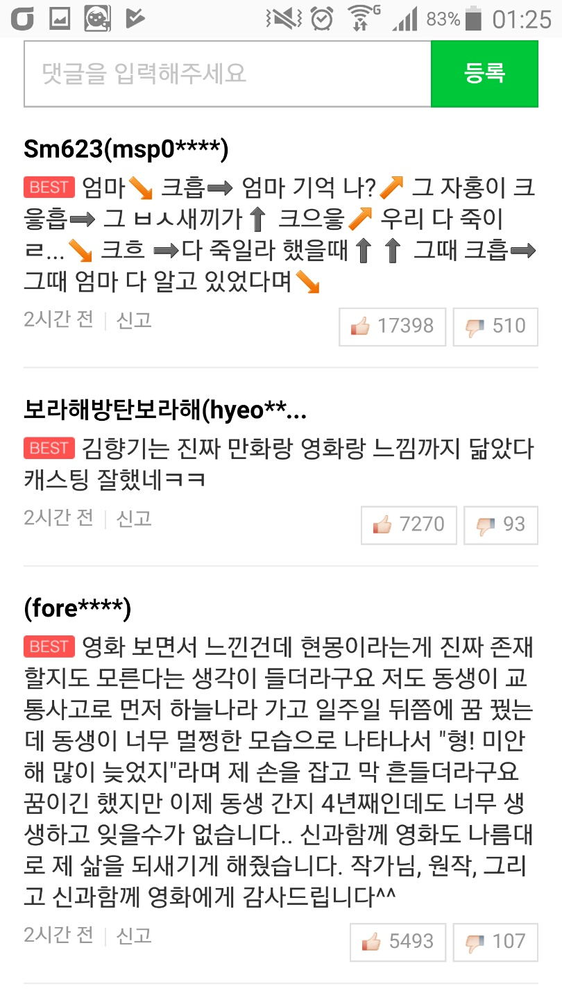 G 83% 01:25
댓글을 입력해주세요 등록
Sm623(msp0****)
BEST 엄마↘ 크흡➡ 엄마 기억 나?↗ 그 자홍이 크
읗흡➡ 그 ㅂㅅ새끼가⬆ 크으읗↗ 우리 다 죽이
ㄹ...↘ 크흐 ➡다 죽일라 했을때⬆⬆ 그때 크흡➡
그때 엄마 다 알고 있었다며↘
2시간 전 | 신고 17398 510
보라해방탄보라해(hyeo**...
BEST 김향기는 진짜 만화랑 영화랑 느낌까지 닮았다
캐스팅 잘했네ㅋㅋ
2시간 전 | 신고 7270 93
(fore****)
BEST 영화 보면서 느낀건데 현몽이라는게 진짜 존재
할지도 모른다는 생각이 들더라구요 저도 동생이 교
통사고로 먼저 하늘나라 가고 일주일 뒤쯤에 꿈 꿨는
데 동생이 너무 멀쩡한 모습으로 나타나서 "형! 미안
해 많이 늦었지"라며 제 손을 잡고 막 흔들더라구요
꿈이긴 했지만 이제 동생 간지 4년째인데도 너무 생
생하고 잊을수가 없습니다.. 신과함께 영화도 나름대
로 제 삶을 되새기게 해줬습니다. 작가님, 원작, 그리
고 신과함께 영화에게 감사드립니다^^
2시간 전 | 신고 5493 107